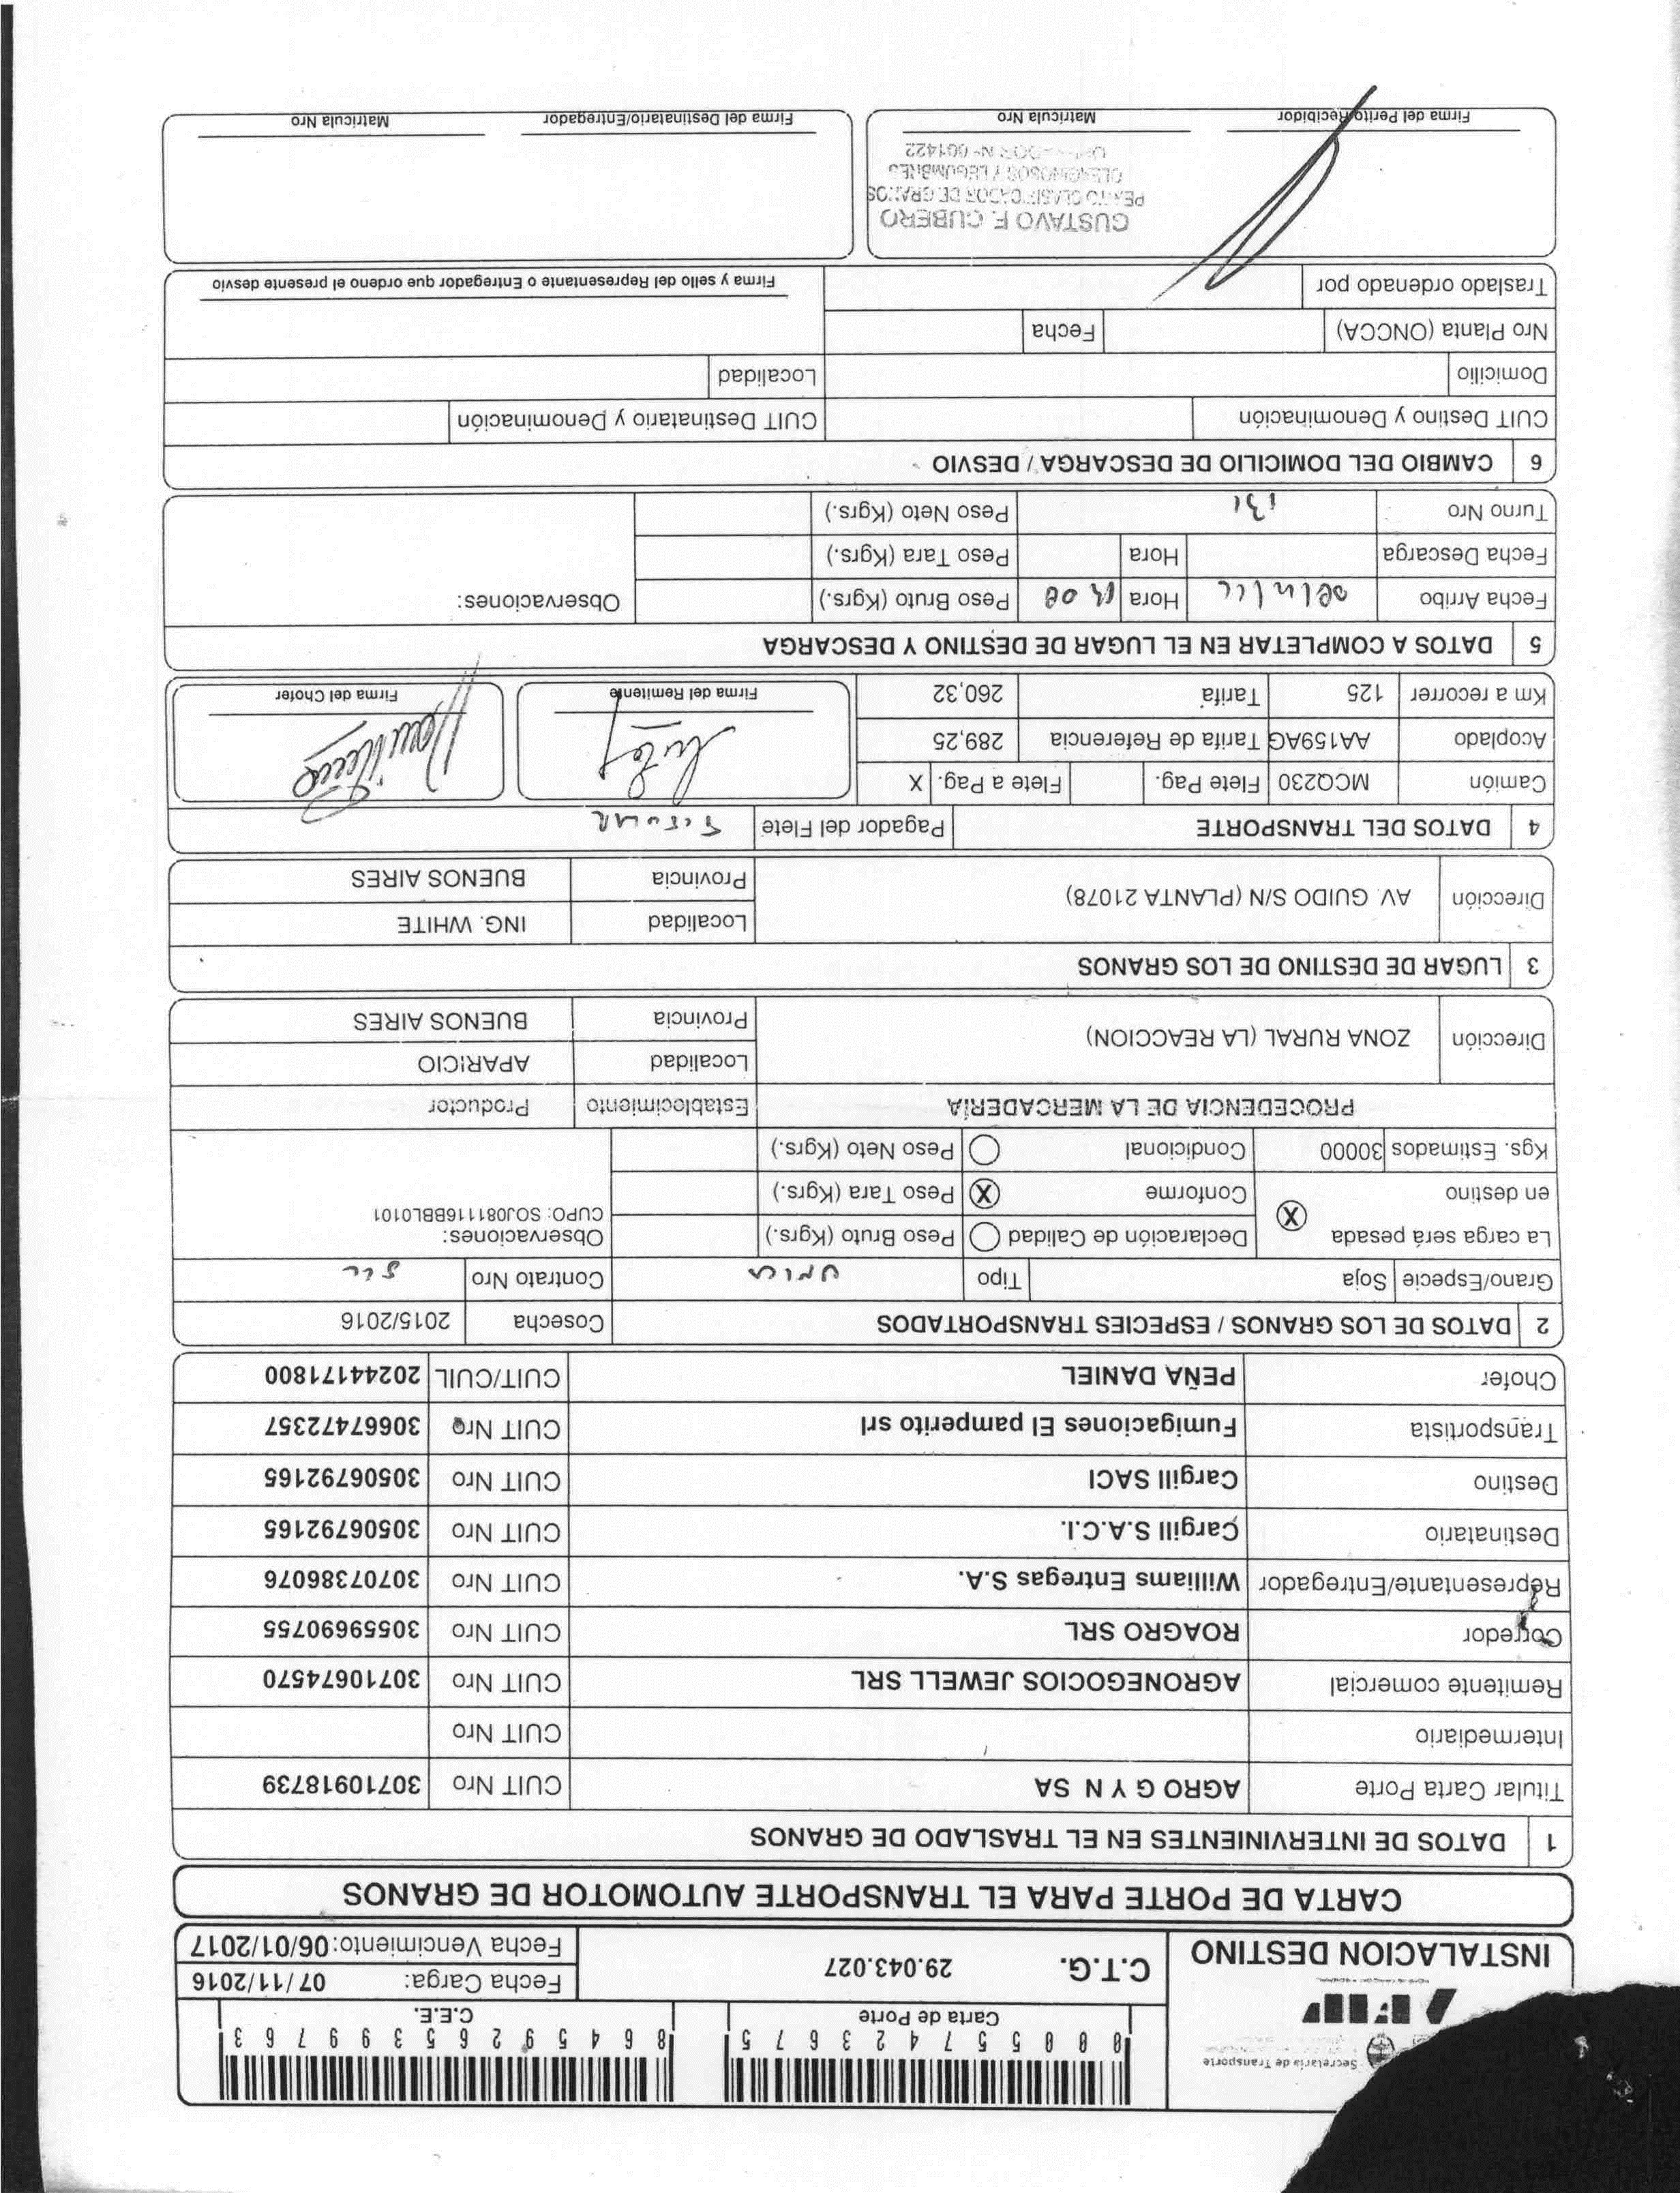 Secretaría de Transporte
AFIP
INSTALACION DESTINO
0 0 0 5 5 7 4 2 3 6 7 5
Carta de Porte
8 6 4 5 9 2 6 5 3 9 9 7 6 3
C.E.E.
C.T.G. 29.043.027
Fecha Carga: 07/11/2016
Fecha Vencimiento: 06/01/2017
CARTA DE PORTE PARA EL TRANSPORTE AUTOMOTOR DE GRANOS
1 DATOS DE INTERVINIENTES EN EL TRASLADO DE GRANOS
Titular Carta Porte AGRO G Y N SA CUIT Nro 30710918739
Intermediario CUIT Nro
Remitente comercial AGRONEGOCIOS JEWELL SRL CUIT Nro 30710674570
Corredor ROAGRO SRL CUIT Nro 30559690755
Representante/Entregador Williams Entregas S.A. CUIT Nro 30707386076
Destinatario Cargill S.A.C.I. CUIT Nro 30506792165
Destino Cargill SACI CUIT Nro 30506792165
Transportista Fumigaciones El pamperito srl CUIT Nro 30667472357
Chofer PEÑA DANIEL CUIT/CUIL 20244171800
2 DATOS DE LOS GRANOS / ESPECIES TRANSPORTADOS Cosecha 2015/2016
Grano/Especie Soja Tipo Contrato Nro
La carga será pesada en destino X
Declaración de Calidad Peso Bruto (Kgrs.)
Observaciones:
CUPO: SOJ081116BBL0101
Conforme X Peso Tara (Kgrs.)
Kgs. Estimados 30000 Condicional Peso Neto (Kgrs.)
PROCEDENCIA DE LA MERCADERÍA Establecimiento Productor
Dirección ZONA RURAL (LA REACCION)
Localidad APARICIO
Provincia BUENOS AIRES
3 LUGAR DE DESTINO DE LOS GRANOS
Dirección AV. GUIDO S/N (PLANTA 21078)
Localidad ING. WHITE
Provincia BUENOS AIRES
4 DATOS DEL TRANSPORTE Pagador del Flete
Camión MCQ230 Flete Pag. Flete a Pag. X
Acoplado AA159AG Tarifa de Referencia 289,25
Km a recorrer 125 Tarifa 260,32
Firma del Remitente
Firma del Chofer
5 DATOS A COMPLETAR EN EL LUGAR DE DESTINO Y DESCARGA
Fecha Arribo Hora Peso Bruto (Kgrs.) Observaciones:
Fecha Descarga Hora Peso Tara (Kgrs.)
Turno Nro Peso Neto (Kgrs.)
6 CAMBIO DEL DOMICILIO DE DESCARGA / DESVIO
CUIT Destino y Denominación CUIT Destinatario y Denominación
Domicilio Localidad
Nro Planta (ONCCA) Fecha
Traslado ordenado por
Firma y sello del Representante o Entregador que ordeno el presente desvio
GUSTAVO F. CUBERO
PERITO CLASIFICADOR DE GRANOS
OLEAGINOSOS Y LEGUMBRES
Nº 001422
Firma del Perito Recibidor Matricula Nro
Firma del Destinatario/Entregador Matricula Nro